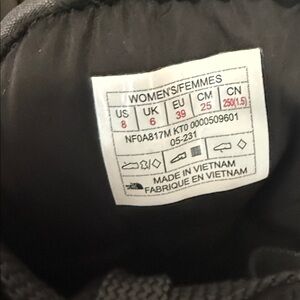 WOMEN'S/FEMMES
US UK EU CM CN
8 6 39 25 250(1.5)
NF0A817M KT0 0000509601
05-231
MADE IN VIETNAM
FABRIQUE EN VIETNAM